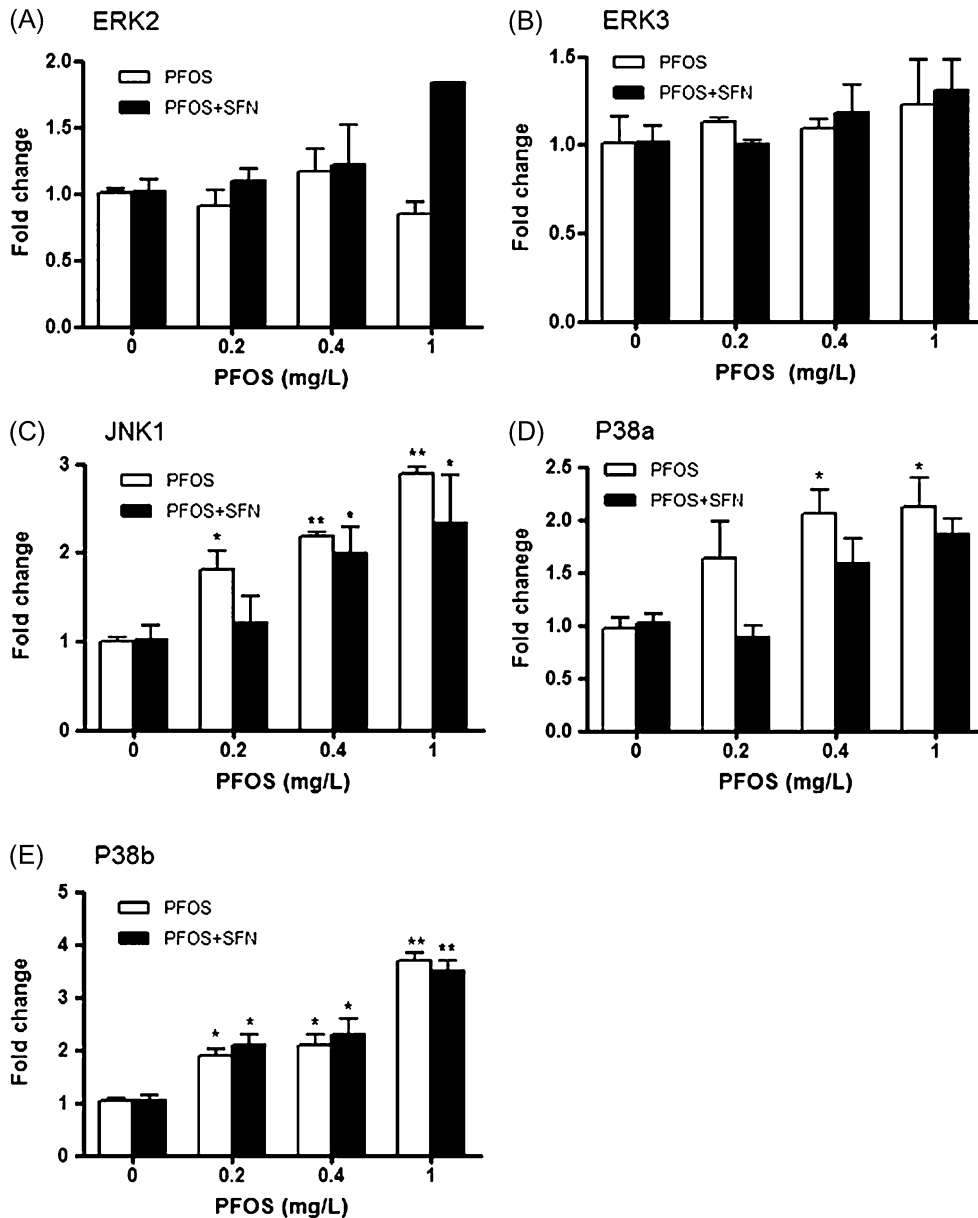 (A) ERK2
2.0
1.5
1.0
0.5
0.0
Fold change
PFOS
PFOS+SFN
0 0.2 0.4 1
PFOS (mg/L)
(B) ERK3
1.5
1.0
0.5
0.0
Fold change
PFOS
PFOS+SFN
0 0.2 0.4 1
PFOS (mg/L)
(C) JNK1
3
2
1
0
Fold change
PFOS
PFOS+SFN
* ** * ** *
0 0.2 0.4 1
PFOS (mg/L)
(D) P38a
2.5
2.0
1.5
1.0
0.5
0.0
Fold chanege
PFOS
PFOS+SFN
* *
0 0.2 0.4 1
PFOS (mg/L)
(E) P38b
5
4
3
2
1
0
Fold change
PFOS
PFOS+SFN
* * * * ** **
0 0.2 0.4 1
PFOS (mg/L)